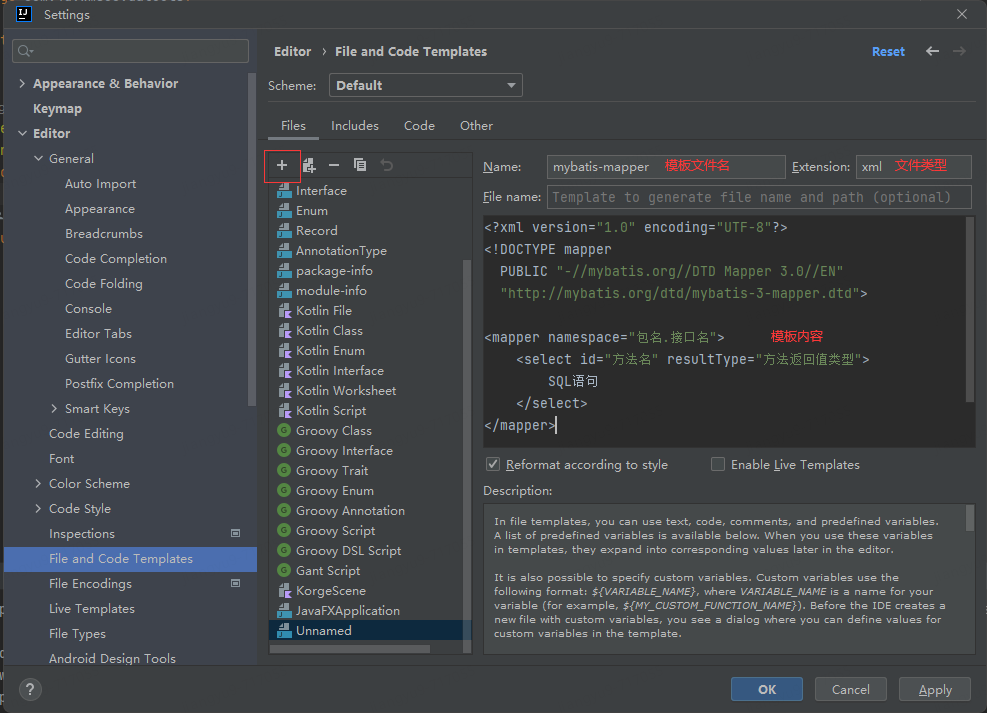 Settings
Appearance & Behavior
Keymap
Editor
General
Auto Import
Appearance
Breadcrumbs
Code Completion
Code Folding
Console
Editor Tabs
Gutter Icons
Postfix Completion
Smart Keys
Code Editing
Font
Color Scheme
Code Style
Inspections
File and Code Templates
File Encodings
Live Templates
File Types
Android Design Tools
Editor › File and Code Templates
Reset
Scheme: Default
Files Includes Code Other
Interface
Enum
Record
AnnotationType
package-info
module-info
Kotlin File
Kotlin Class
Kotlin Enum
Kotlin Interface
Kotlin Worksheet
Kotlin Script
Groovy Class
Groovy Interface
Groovy Trait
Groovy Enum
Groovy Annotation
Groovy Script
Groovy DSL Script
Gant Script
KorgeScene
JavaFXApplication
Unnamed
Name: mybatis-mapper 模板文件名 Extension: xml 文件类型
File name: Template to generate file name and path (optional)
<?xml version="1.0" encoding="UTF-8"?>
<!DOCTYPE mapper
PUBLIC "-//mybatis.org//DTD Mapper 3.0//EN"
"http://mybatis.org/dtd/mybatis-3-mapper.dtd">
<mapper namespace="包名.接口名"> 模板内容
<select id="方法名" resultType="方法返回值类型">
SQL语句
</select>
</mapper>
Reformat according to style Enable Live Templates
Description:
In file templates, you can use text, code, comments, and predefined variables.
A list of predefined variables is available below. When you use these variables
in templates, they expand into corresponding values later in the editor.
It is also possible to specify custom variables. Custom variables use the
following format: ${VARIABLE_NAME}, where VARIABLE_NAME is a name for your
variable (for example, ${MY_CUSTOM_FUNCTION_NAME}). Before the IDE creates a
new file with custom variables, you see a dialog where you can define values for
custom variables in the template.
? OK Cancel Apply